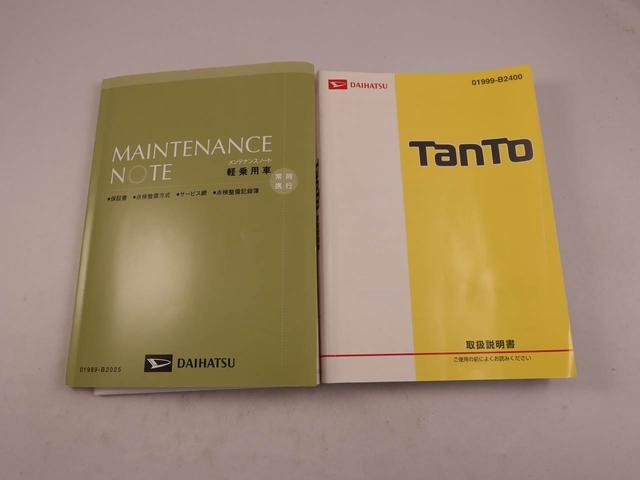 MAINTENANCE
NOTE
メンテナンスノート
軽乗用車
常時
携行
●保証書 ●点検整備方式 ●サービス網 ●点検整備記録簿
01989-B2025
DAIHATSU
DAIHATSU
01999-B2400
TanTo
取扱説明書
ご使用の前によくお読みください